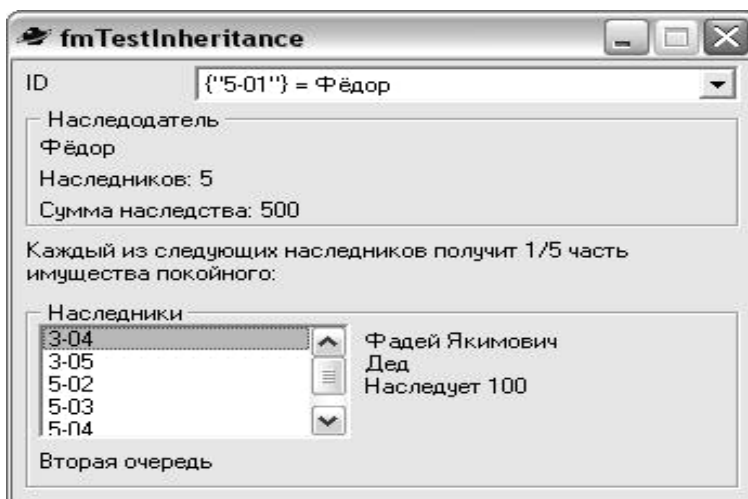 fmTestInheritance
ID {"5-01"} = Фёдор
Наследодатель
Фёдор
Наследников: 5
Сумма наследства: 500
Каждый из следующих наследников получит 1/5 часть
имущества покойного:
Наследники
3-04
3-05
5-02
5-03
5-04
Фадей Якимович
Дед
Наследует 100
Вторая очередь